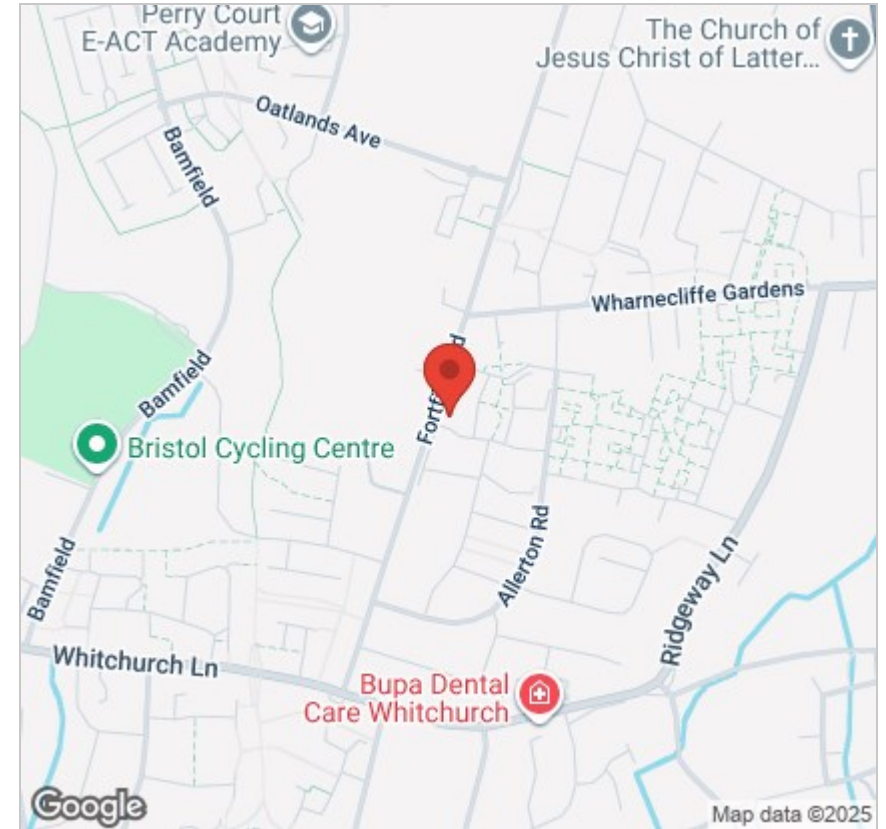 Perry Court
E-ACT Academy
The Church of
Jesus Christ of Latter...
Oatlands Ave
Bamfield
Wharnecliffe Gardens
Bamfield
Bristol Cycling Centre
Allerton Rd
Ridgeway Ln
Bamfield
Whitchurch Ln
Bupa Dental
Care Whitchurch
Google
Map data ©2025